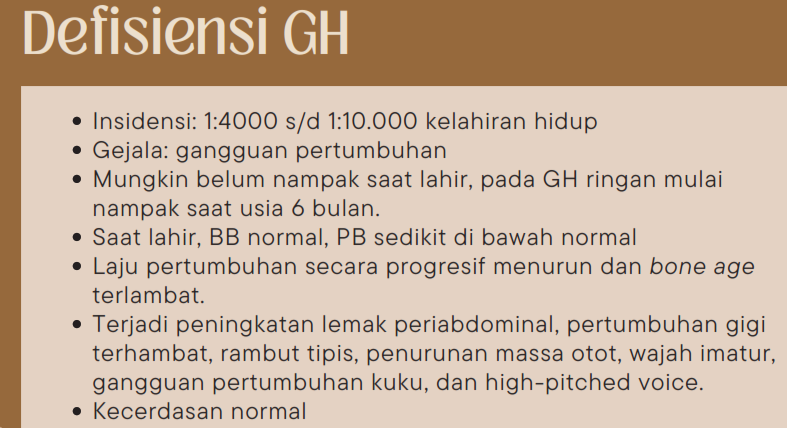 Defisiensi GH
• Insidensi: 1:4000 s/d 1:10.000 kelahiran hidup
• Gejala: gangguan pertumbuhan
• Mungkin belum nampak saat lahir, pada GH ringan mulai
nampak saat usia 6 bulan.
• Saat lahir, BB normal, PB sedikit di bawah normal
• Laju pertumbuhan secara progresif menurun dan bone age
terlambat.
• Terjadi peningkatan lemak periabdominal, pertumbuhan gigi
terhambat, rambut tipis, penurunan massa otot, wajah imatur,
gangguan pertumbuhan kuku, dan high-pitched voice.
• Kecerdasan normal